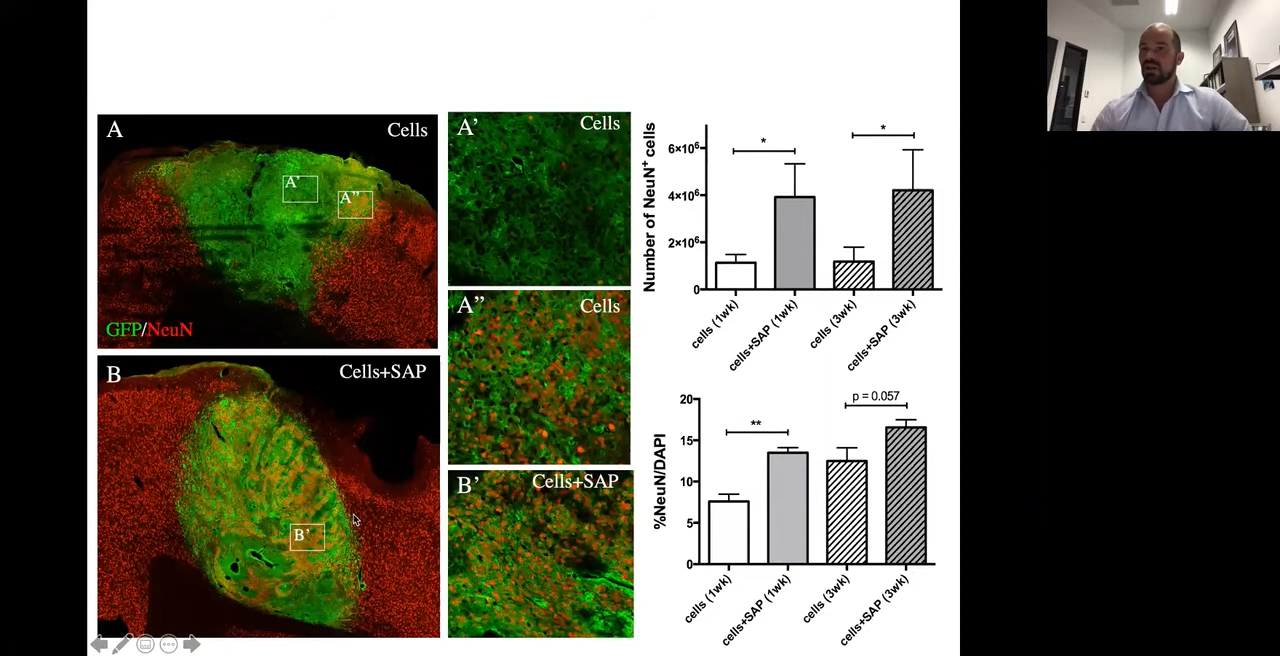 A
Cells
A'
A''
GFP/NeuN
B
Cells+SAP
B'
A'
Cells
A''
Cells
B'
Cells+SAP
Number of NeuN⁺ cells
6×10⁶
4×10⁶
2×10⁶
0
*
*
cells (1wk)
cells+SAP (1wk)
cells (3wk)
cells+SAP (3wk)
%NeuN/DAPI
20
15
10
5
0
**
p = 0.057
cells (1wk)
cells+SAP (1wk)
cells (3wk)
cells+SAP (3wk)